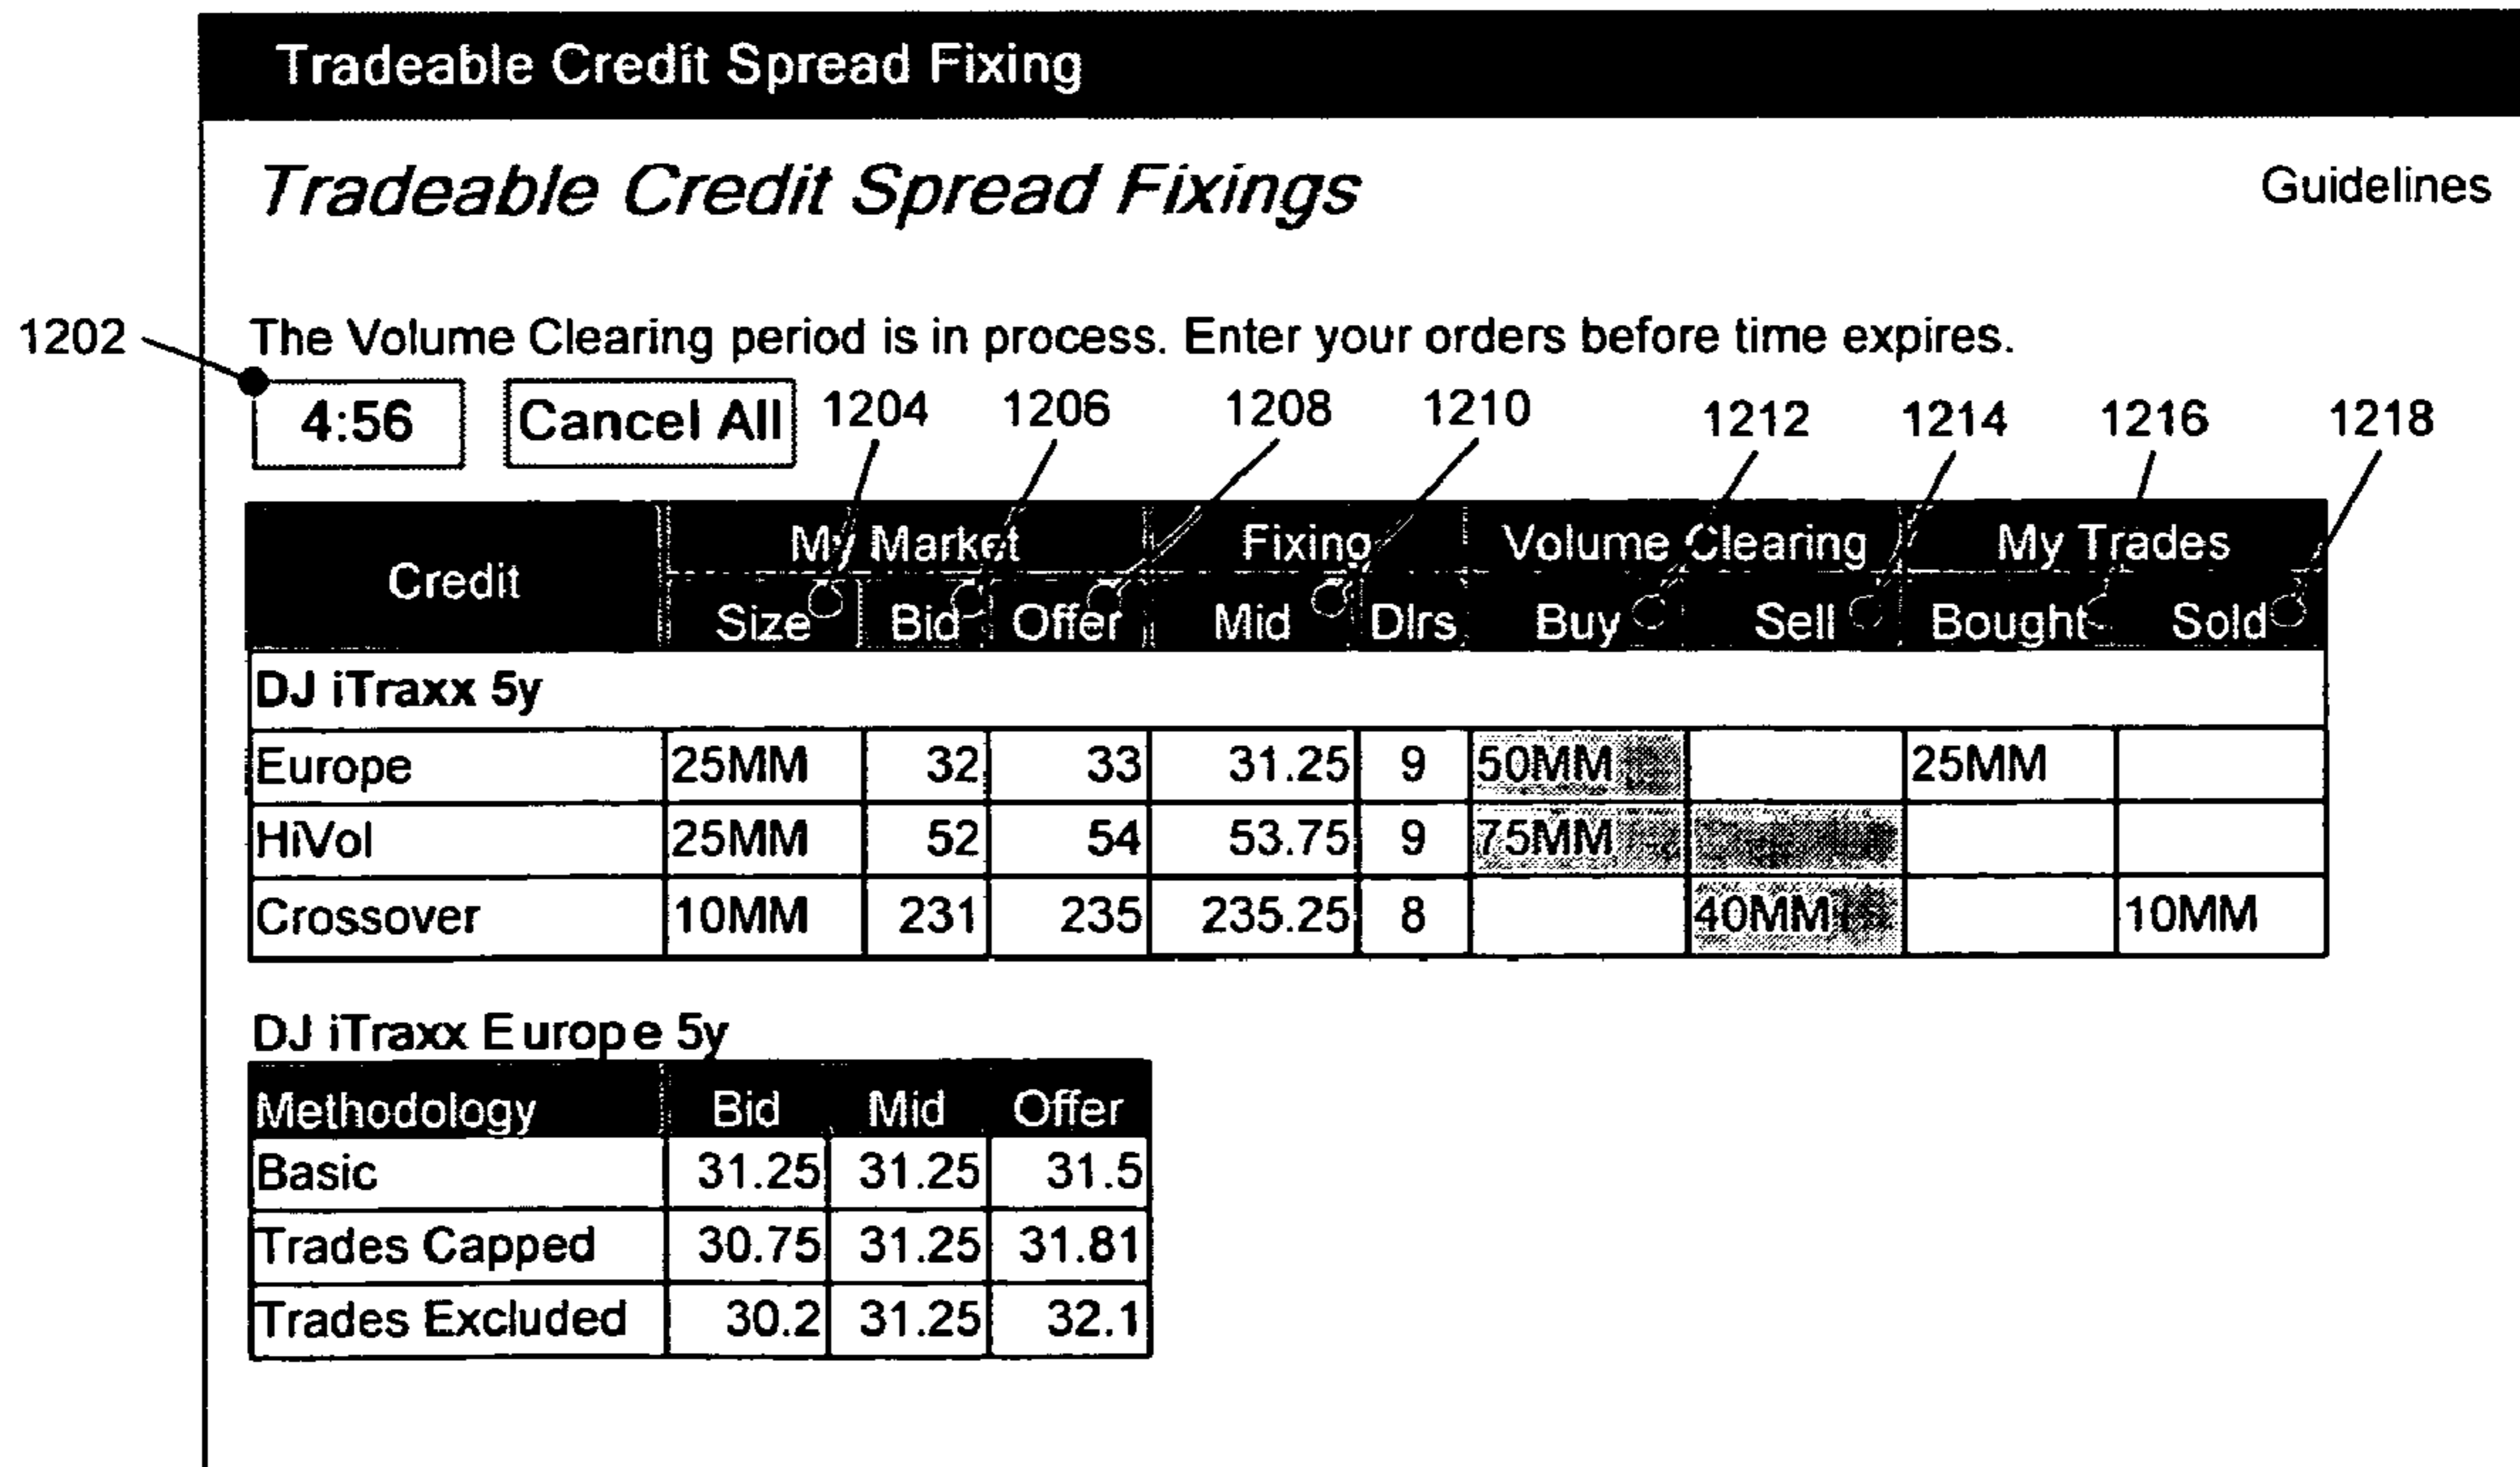 Tradeable Credit Spread Fixing
Tradeable Credit Spread Fixings Guidelines
1202 The Volume Clearing period is in process. Enter your orders before time expires.
4:56 Cancel All 1204 1206 1208 1210 1212 1214 1216 1218
Credit My Market Fixing Volume Clearing My Trades
Size Bid Offer Mid Dlrs Buy Sell Bought Sold
DJ iTraxx 5y
Europe 25MM 32 33 31.25 9 50MM 25MM
HiVol 25MM 52 54 53.75 9 75MM
Crossover 10MM 231 235 235.25 8 40MM 10MM
DJ iTraxx Europe 5y
Methodology Bid Mid Offer
Basic 31.25 31.25 31.5
Trades Capped 30.75 31.25 31.81
Trades Excluded 30.2 31.25 32.1